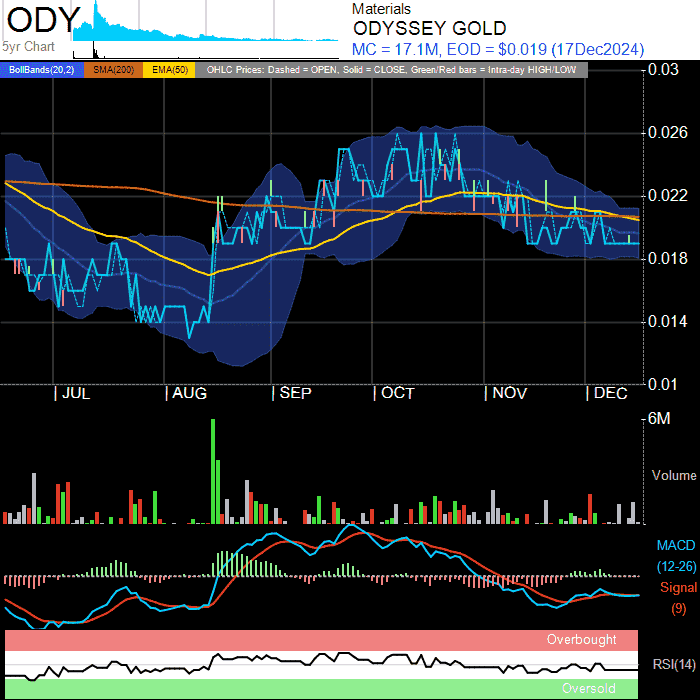 ODY
5yr Chart
Materials
ODYSSEY GOLD
MC = 17.1M, EOD = $0.019 (17Dec2024)
BollBands(20,2) SMA(200) EMA(50) OHLC Prices: Dashed = OPEN, Solid = CLOSE, Green/Red bars = Intra-day HIGH/LOW
0.03
0.026
0.022
0.018
0.014
0.01
JUL AUG SEP OCT NOV DEC
6M
Volume
MACD
(12-26)
Signal
(9)
Overbought
RSI(14)
Oversold